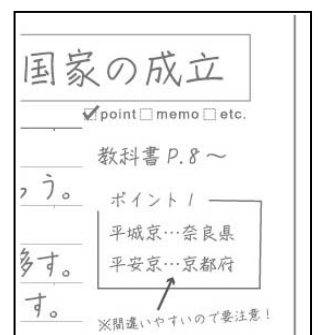 国家の成立
point memo etc.
教科書P.8～
う。
ポイント1
平城京…奈良県
平安京…京都府
す。
す。
※間違いやすいので要注意!